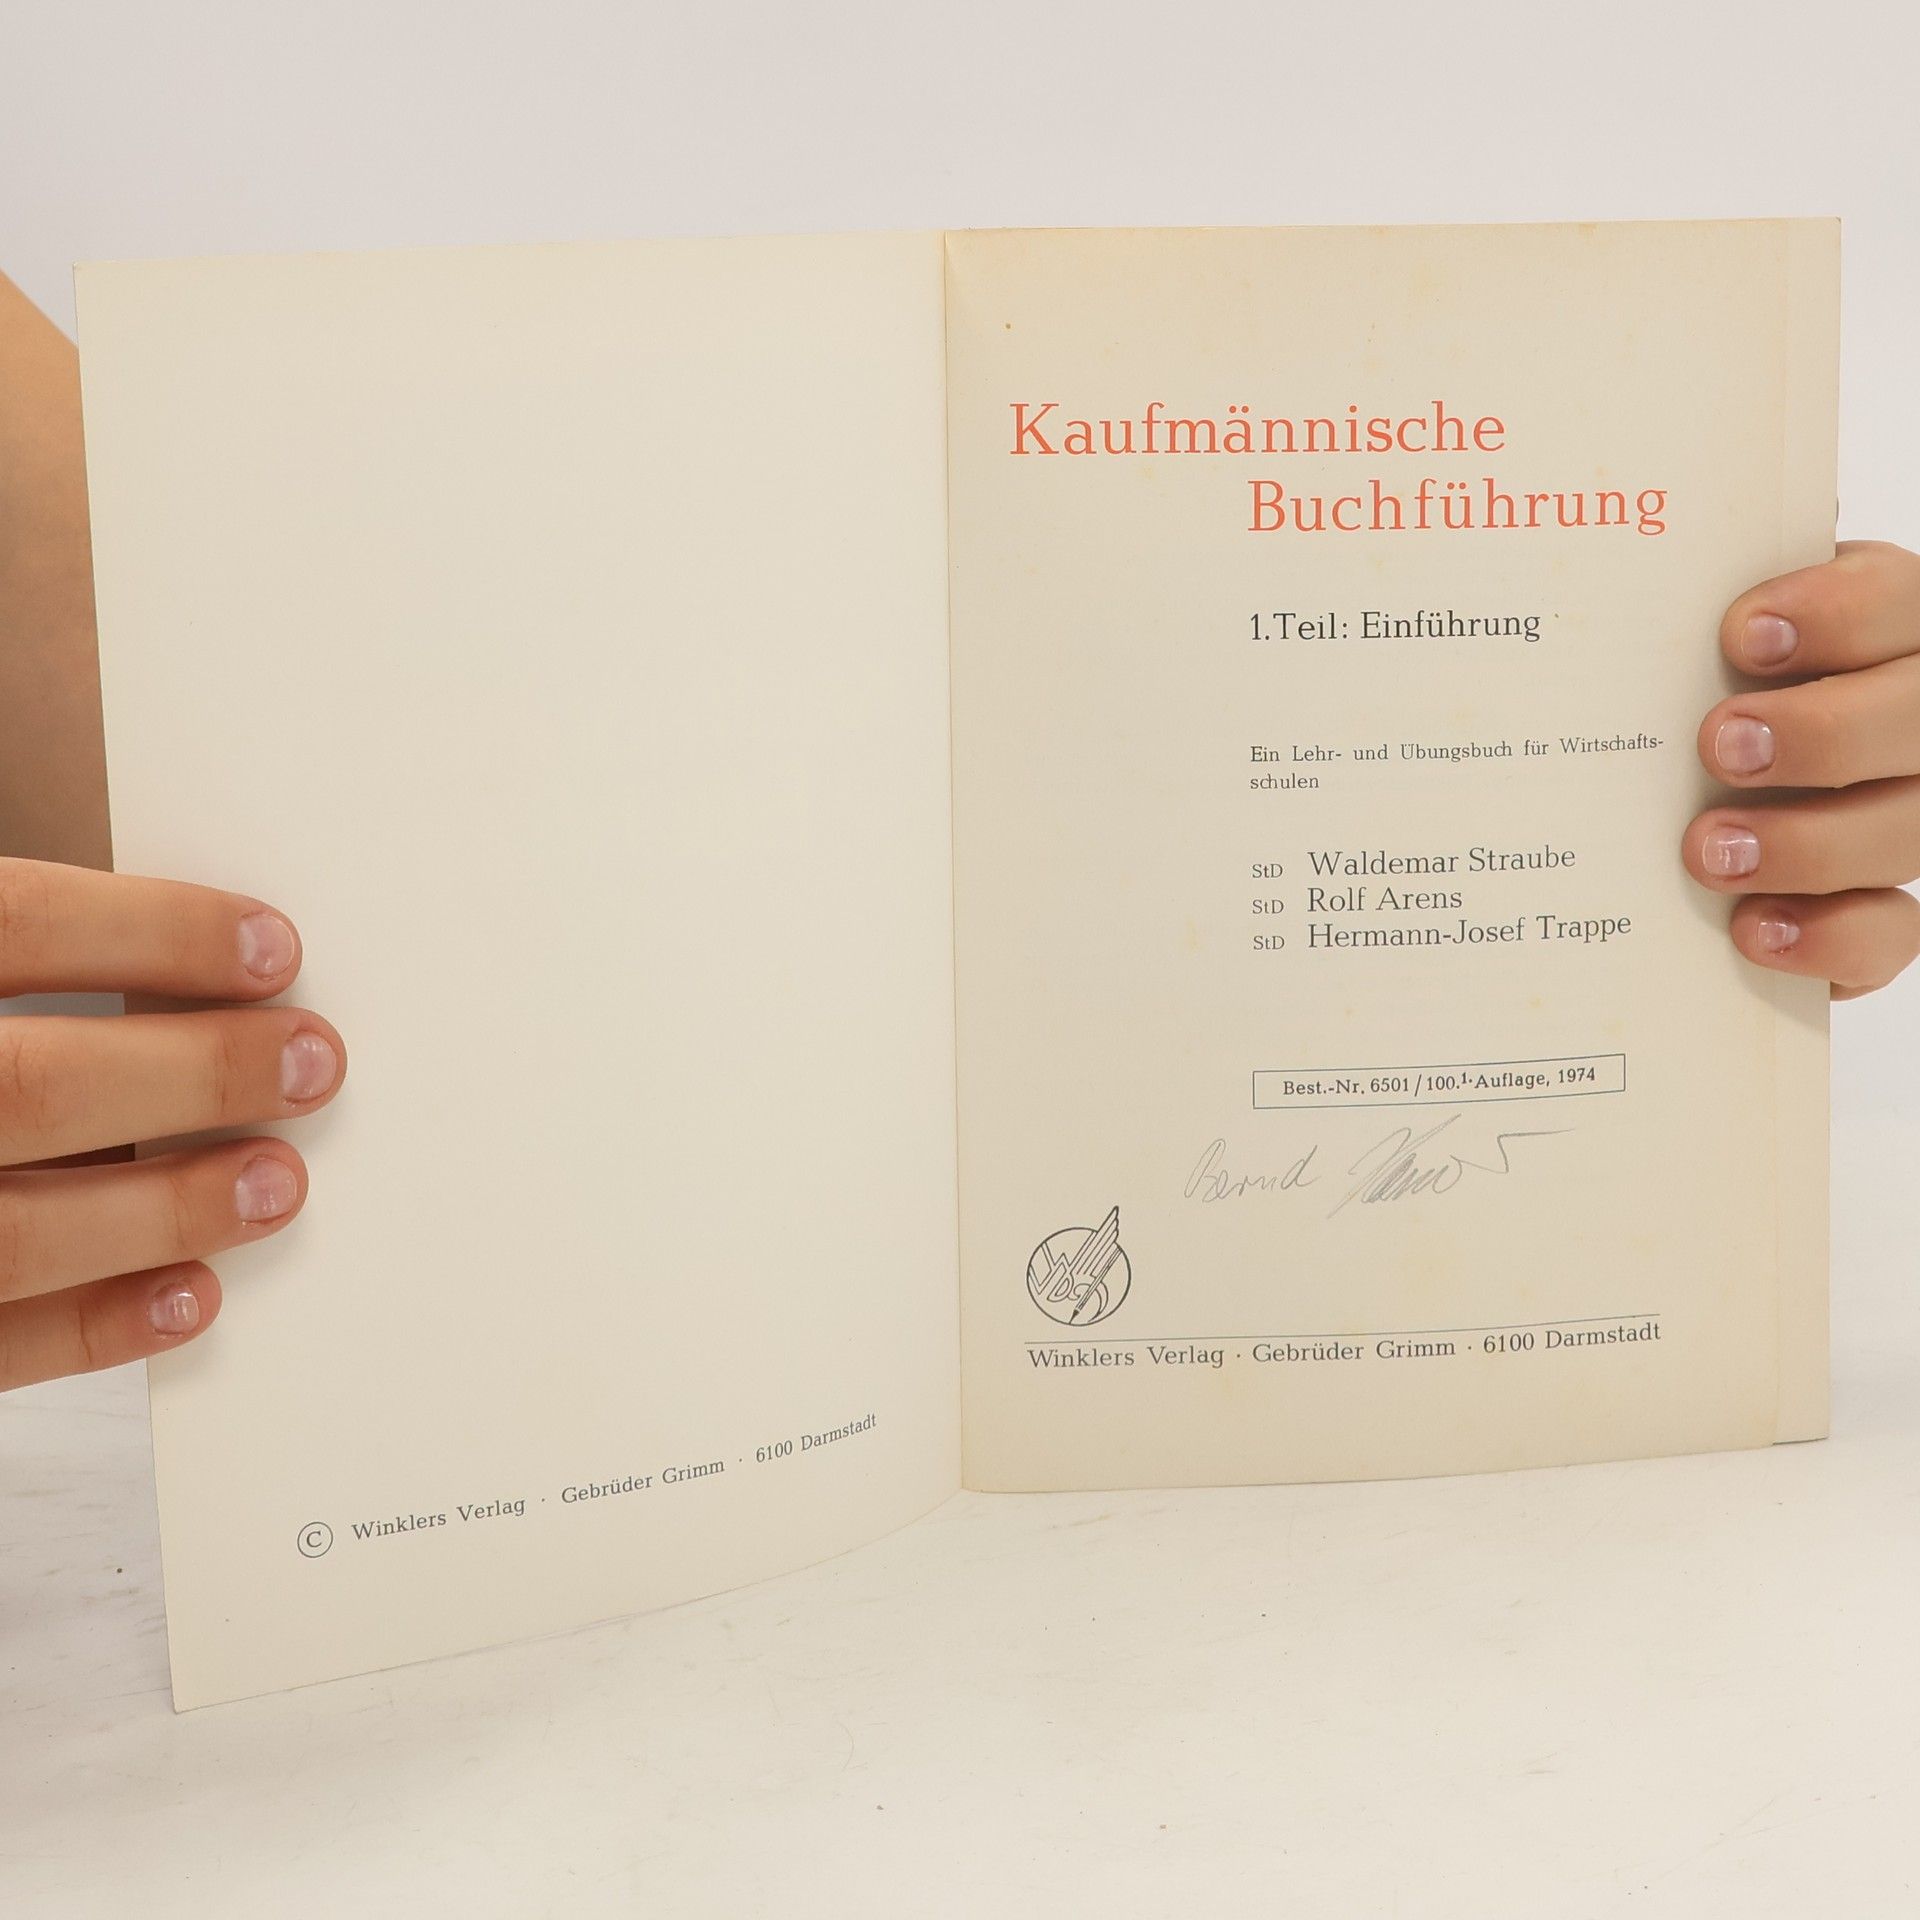 © Winklers Verlag · Gebrüder Grimm · 6100 Darmstadt
Kaufmännische
Buchführung
1. Teil: Einführung
Ein Lehr- und Übungsbuch für Wirtschafts-
schulen
StD Waldemar Straube
StD Rolf Arens
StD Hermann-Josef Trappe
Best.-Nr. 6501 / 100.1. Auflage, 1974
Bernd
Winklers Verlag · Gebrüder Grimm · 6100 Darmstadt